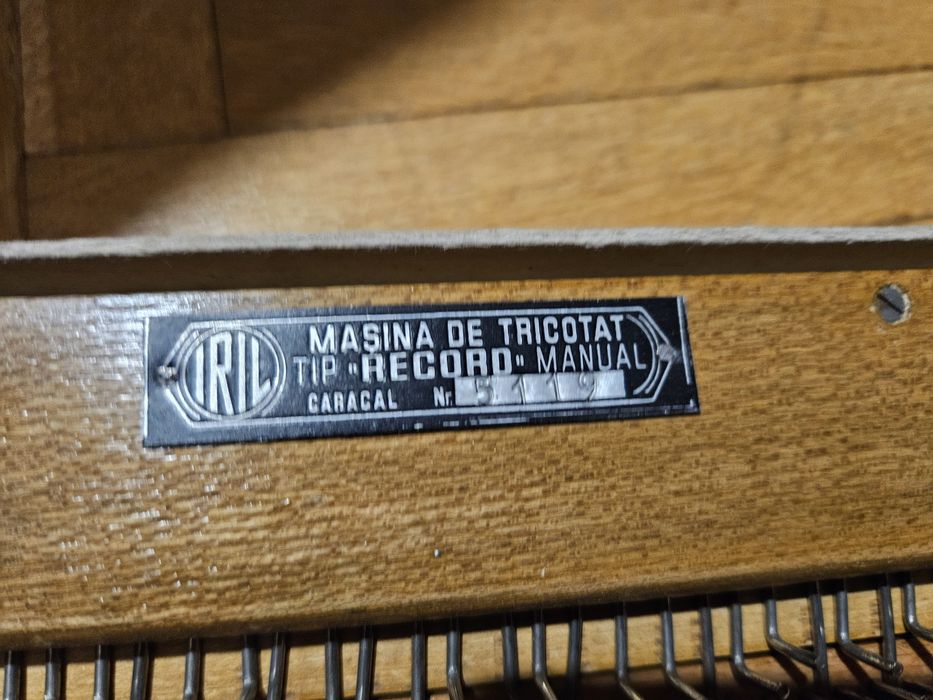 IRIL
MAȘINA DE TRICOTAT
TIP "RECORD" MANUAL
CARACAL Nr. 5119